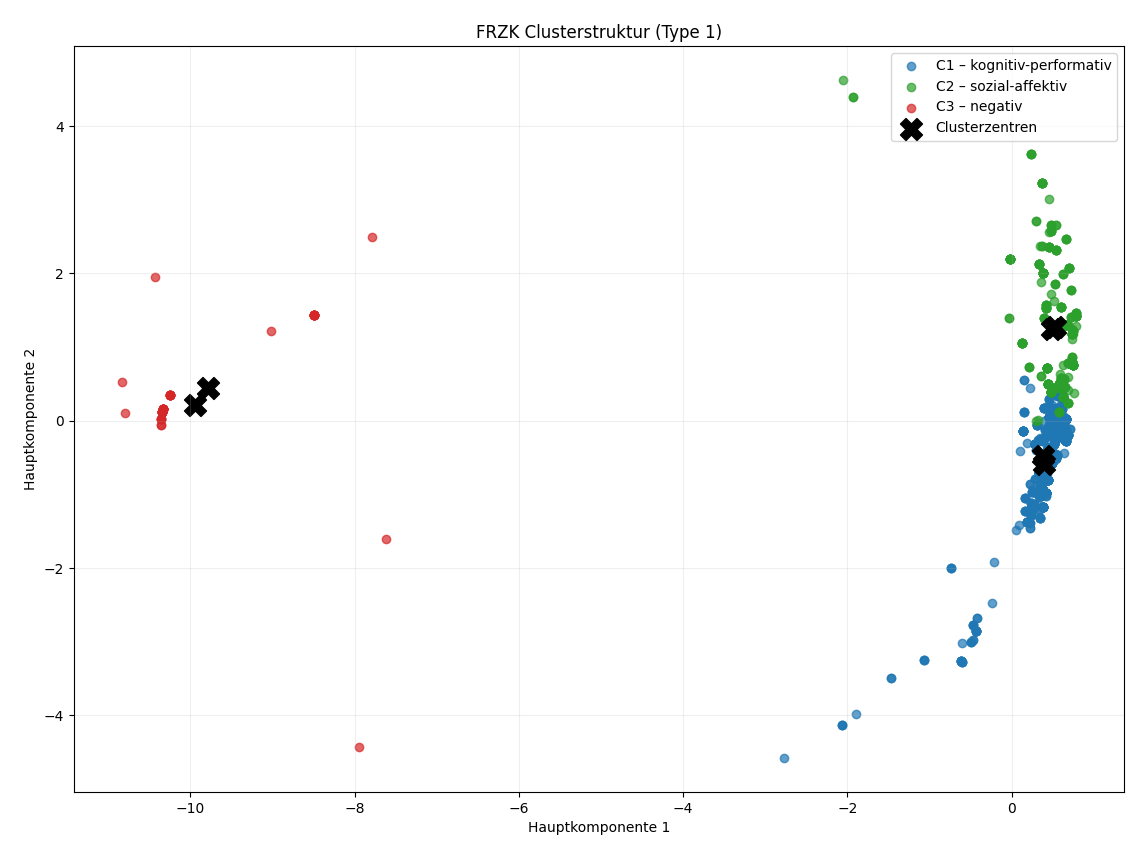 FRZK Clusterstruktur (Type 1)
C1 – kognitiv-performativ
C2 – sozial-affektiv
C3 – negativ
Clusterzentren
Hauptkomponente 2
4
2
0
−2
−4
−10
−8
−6
−4
−2
0
Hauptkomponente 1